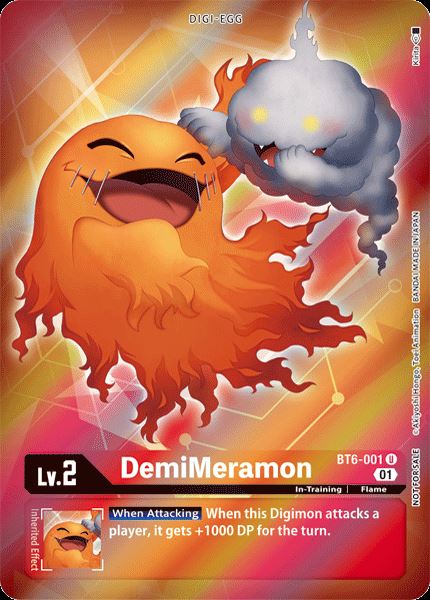 DIGI-EGG
Kirita
NOT FOR SALE ©Akiyoshi Hongo, Toei Animation BANDAI MADE IN JAPAN
DemiMeramon
BT6-001 U
01
Lv.2
In-Training Flame
Inherited Effect
When Attacking When this Digimon attacks a
player, it gets +1000 DP for the turn.